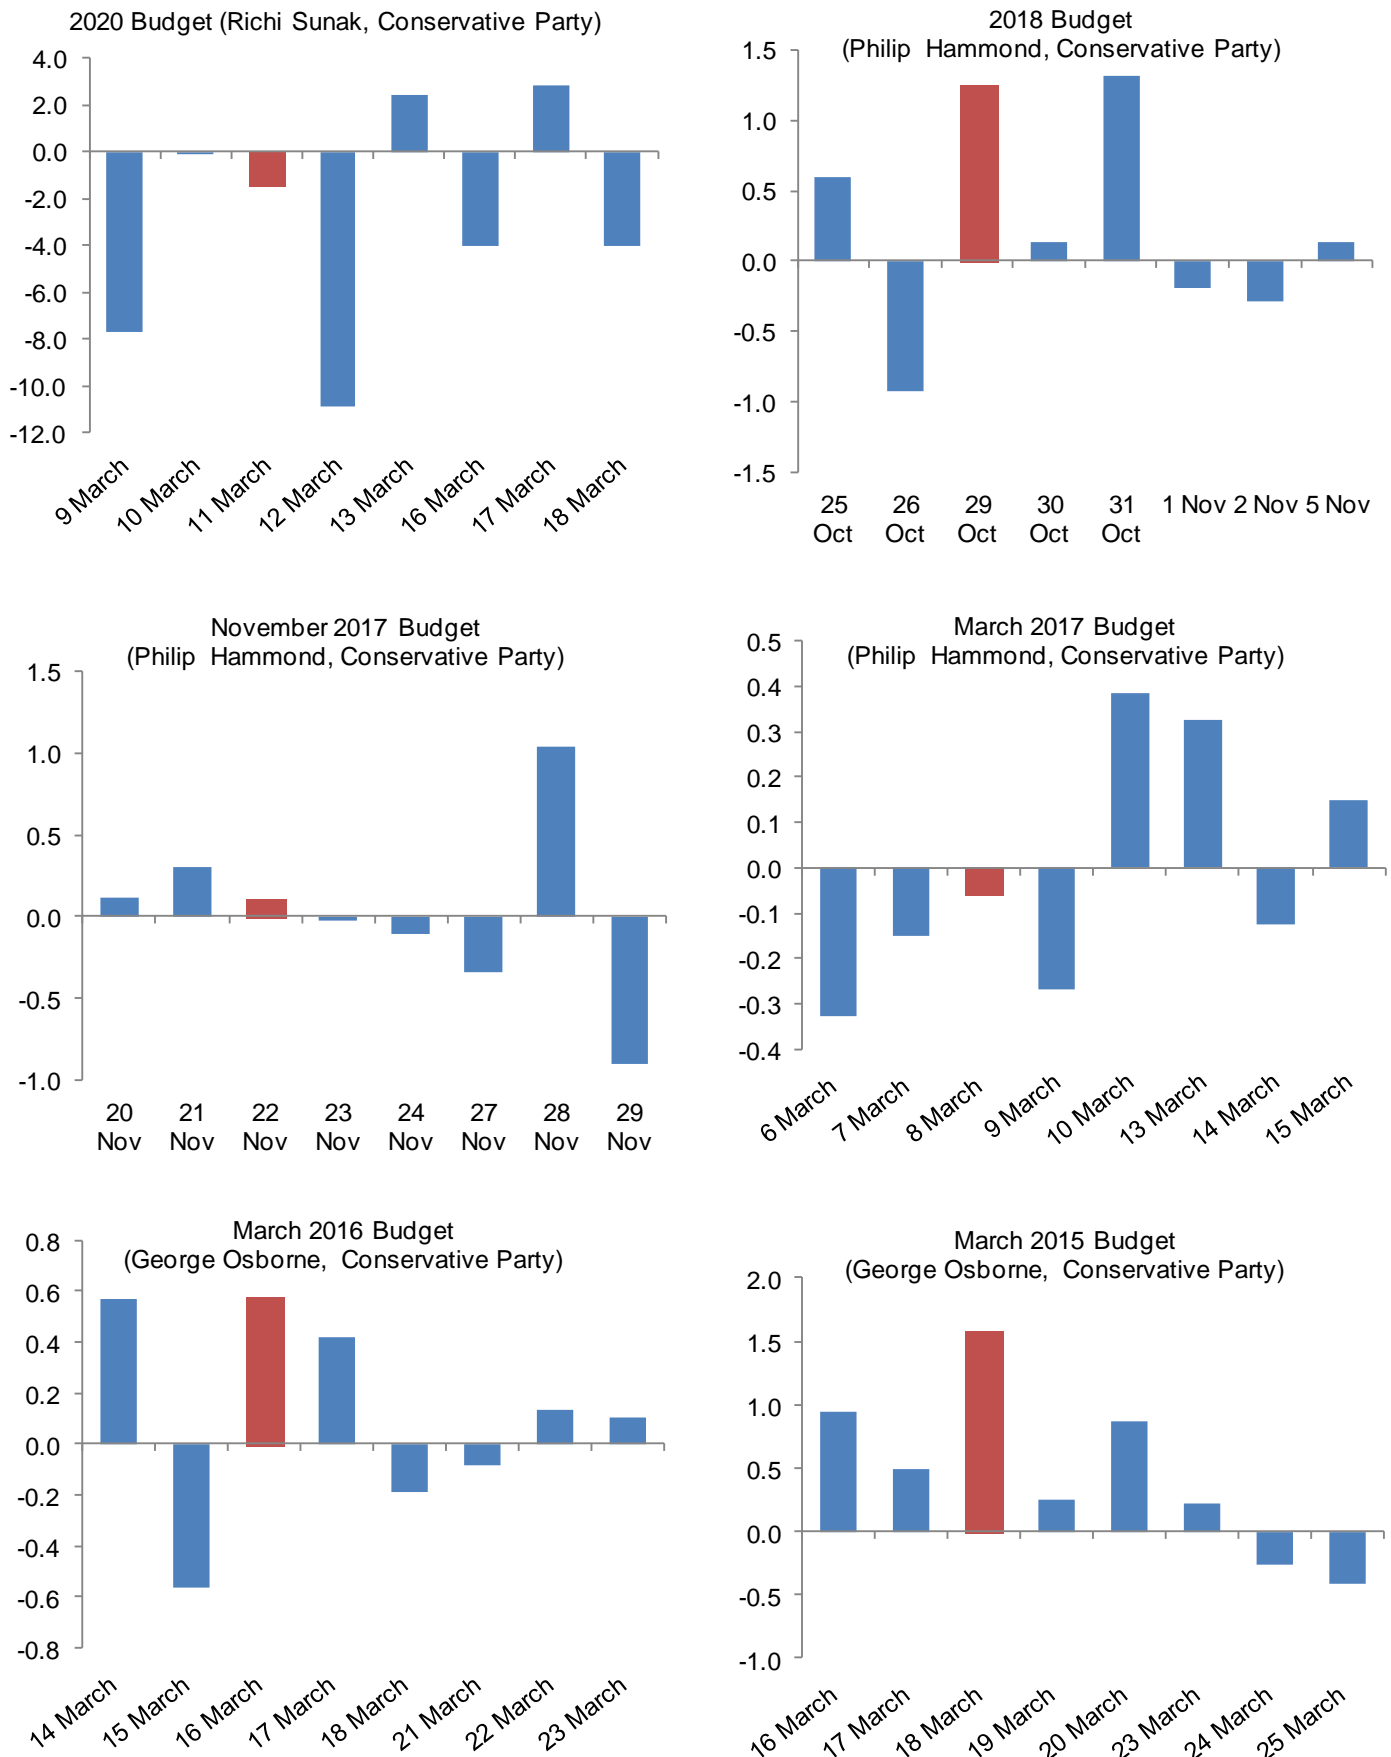 2020 Budget (Richi Sunak, Conservative Party)
4.0
2.0
0.0
-2.0
-4.0
-6.0
-8.0
-10.0
-12.0
9 March
10 March
11 March
12 March
13 March
16 March
17 March
18 March
2018 Budget
(Philip Hammond, Conservative Party)
1.5
1.0
0.5
0.0
-0.5
-1.0
-1.5
25 26 29 30 31 1 Nov 2 Nov 5 Nov
Oct Oct Oct Oct Oct
November 2017 Budget
(Philip Hammond, Conservative Party)
1.5
1.0
0.5
0.0
-0.5
-1.0
20 21 22 23 24 27 28 29
Nov Nov Nov Nov Nov Nov Nov Nov
March 2017 Budget
(Philip Hammond, Conservative Party)
0.5
0.4
0.3
0.2
0.1
0.0
-0.1
-0.2
-0.3
-0.4
6 March
7 March
8 March
9 March
10 March
13 March
14 March
15 March
March 2016 Budget
(George Osborne, Conservative Party)
0.8
0.6
0.4
0.2
0.0
-0.2
-0.4
-0.6
-0.8
14 March
15 March
16 March
17 March
18 March
21 March
22 March
23 March
March 2015 Budget
(George Osborne, Conservative Party)
2.0
1.5
1.0
0.5
0.0
-0.5
-1.0
16 March
17 March
18 March
19 March
20 March
23 March
24 March
25 March